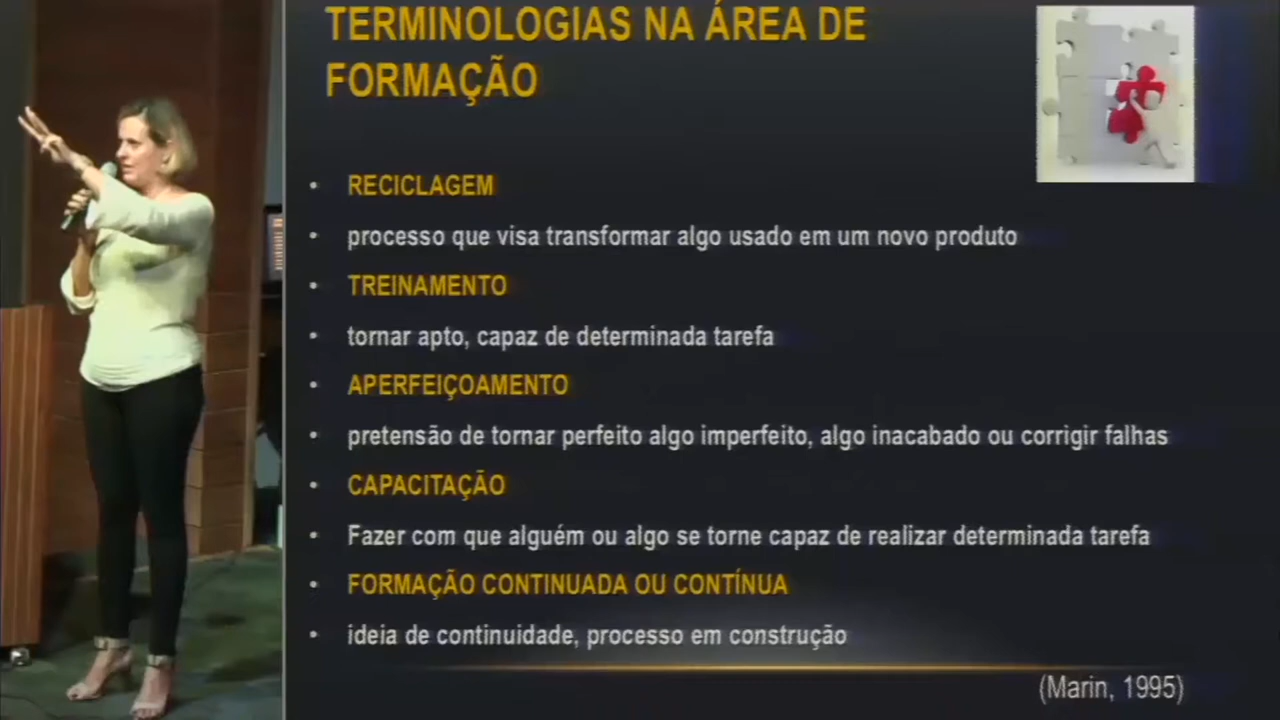 TERMINOLOGIAS NA ÁREA DE
FORMAÇÃO
• RECICLAGEM
• processo que visa transformar algo usado em um novo produto
• TREINAMENTO
• tornar apto, capaz de determinada tarefa
• APERFEIÇOAMENTO
• pretensão de tornar perfeito algo imperfeito, algo inacabado ou corrigir falhas
• CAPACITAÇÃO
• Fazer com que alguém ou algo se torne capaz de realizar determinada tarefa
• FORMAÇÃO CONTINUADA OU CONTÍNUA
• ideia de continuidade, processo em construção
(Marin, 1995)